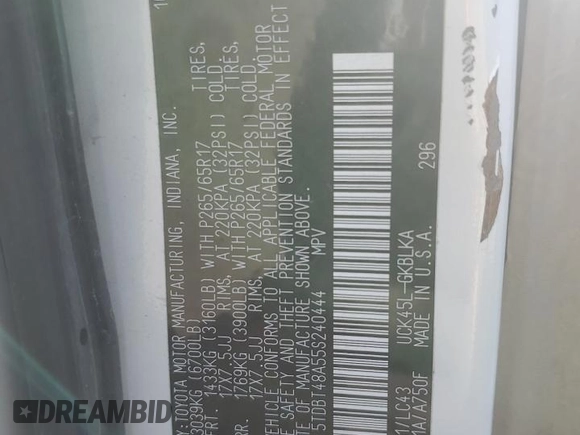 Y: TOYOTA MOTOR MANUFACTURING, INDIANA, INC.
3039KG (6700LB)
FRT. 1433KG (3160LB) WITH P265/65R17 TIRES,
17X7.5JJ RIMS, AT 220KPA (32PSI) COLD.
RR. 1769KG (3900LB) WITH P265/65R17 TIRES,
17X7.5JJ RIMS, AT 220KPA (32PSI) COLD.
VEHICLE CONFORMS TO ALL APPLICABLE FEDERAL MOTOR
SAFETY AND THEFT PREVENTION STANDARDS IN EFFECT
OF MANUFACTURE SHOWN ABOVE.
5TDBT48A55S240444 MPV
UCK45L-GKBLKA 296
1/LC43
A750F MADE IN U.S.A.
DREAMBID